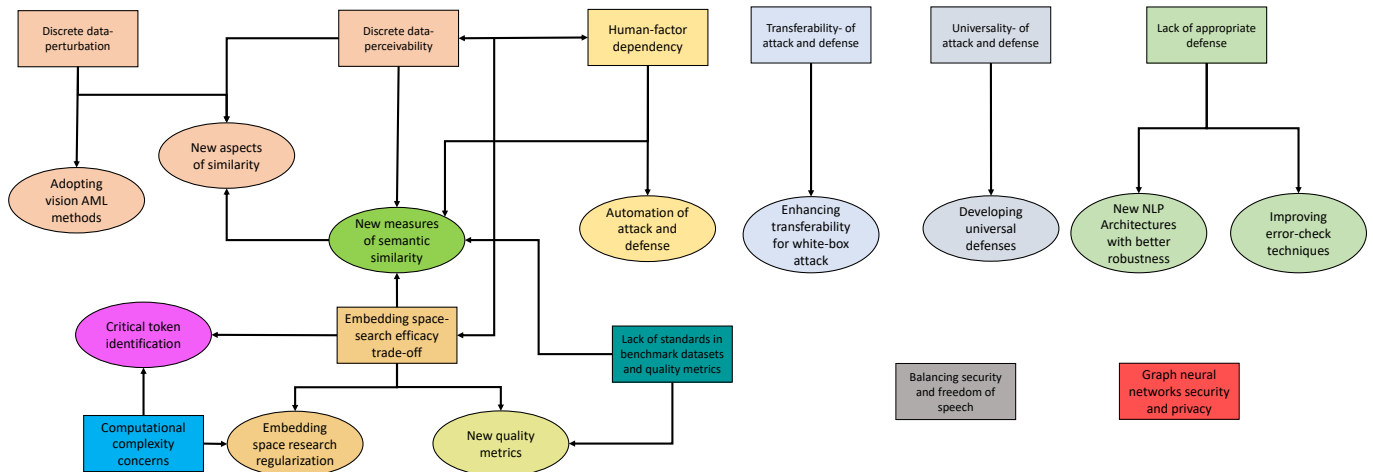 Discrete data-
perturbation
Discrete data-
perceivability
Human-factor
dependency
Transferability- of
attack and defense
Universality- of
attack and defense
Lack of appropriate
defense
New aspects
of similarity
Adopting
vision AML
methods
New measures
of semantic
similarity
Automation of
attack and
defense
Enhancing
transferability
for white-box
attack
Developing
universal
defenses
New NLP
Architectures
with better
robustness
Improving
error-check
techniques
Critical token
identification
Embedding space-
search efficacy
trade-off
Lack of standards in
benchmark datasets
and quality metrics
Balancing security
and freedom of
speech
Graph neural
networks security
and privacy
Computational
complexity
concerns
Embedding
space research
regularization
New quality
metrics